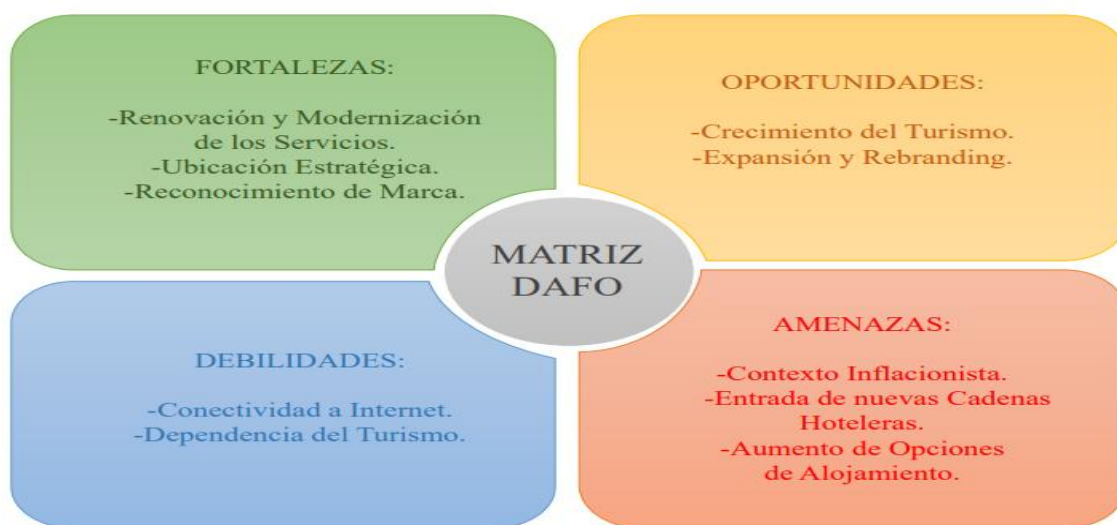 FORTALEZAS:
-Renovación y Modernización
de los Servicios.
-Ubicación Estratégica.
-Reconocimiento de Marca.
OPORTUNIDADES:
-Crecimiento del Turismo.
-Expansión y Rebranding.
MATRIZ
DAFO
DEBILIDADES:
-Conectividad a Internet.
-Dependencia del Turismo.
AMENAZAS:
-Contexto Inflacionista.
-Entrada de nuevas Cadenas
Hoteleras.
-Aumento de Opciones
de Alojamiento.